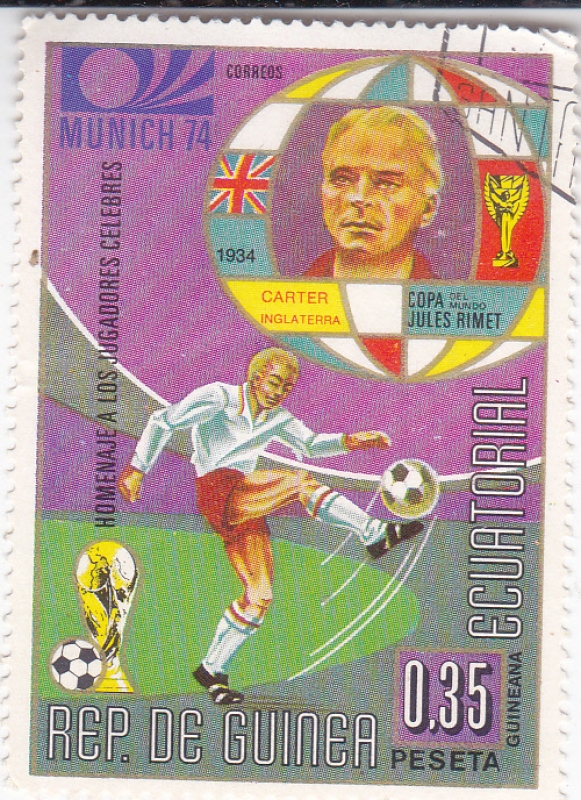 CORREOS
MUNICH 74
HOMENAJE A LOS JUGADORES CELEBRES
1934
CARTER
INGLATERRA
COPA DEL MUNDO
JULES RIMET
REP. DE GUINEA
ECUATORIAL
0,35
PESETA
GUINEANA